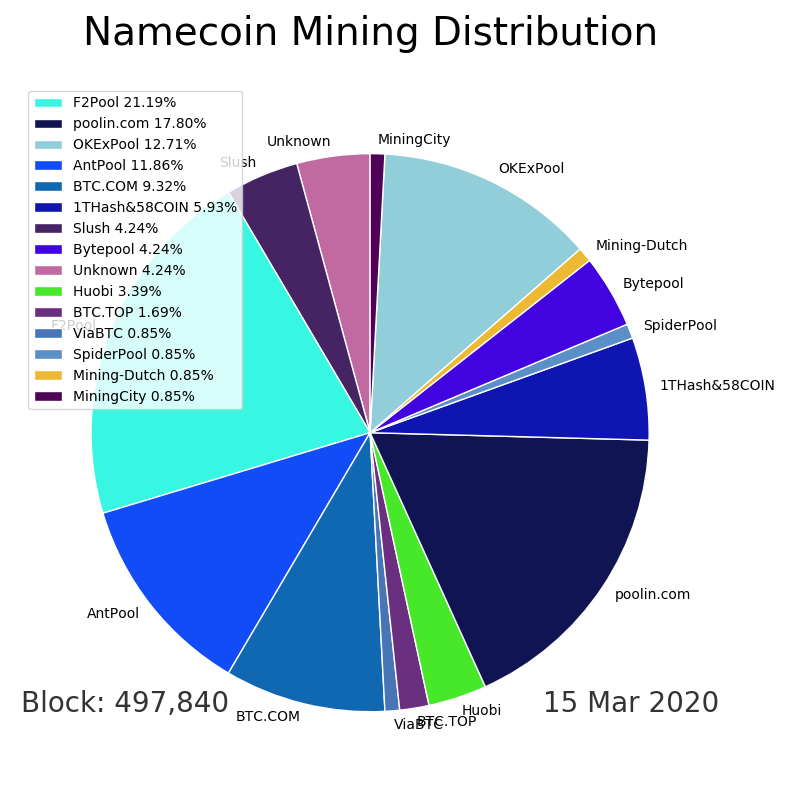 Namecoin Mining Distribution
F2Pool 21.19%
poolin.com 17.80%
OKExPool 12.71%
AntPool 11.86%
BTC.COM 9.32%
1THash&58COIN 5.93%
Slush 4.24%
Bytepool 4.24%
Unknown 4.24%
Huobi 3.39%
BTC.TOP 1.69%
ViaBTC 0.85%
SpiderPool 0.85%
Mining-Dutch 0.85%
MiningCity 0.85%
MiningCity
Unknown
Slush
OKExPool
Mining-Dutch
Bytepool
SpiderPool
F2Pool
1THash&58COIN
poolin.com
AntPool
Block: 497,840
15 Mar 2020
BTC.COM
Huobi
ViaBTC
BTC.TOP